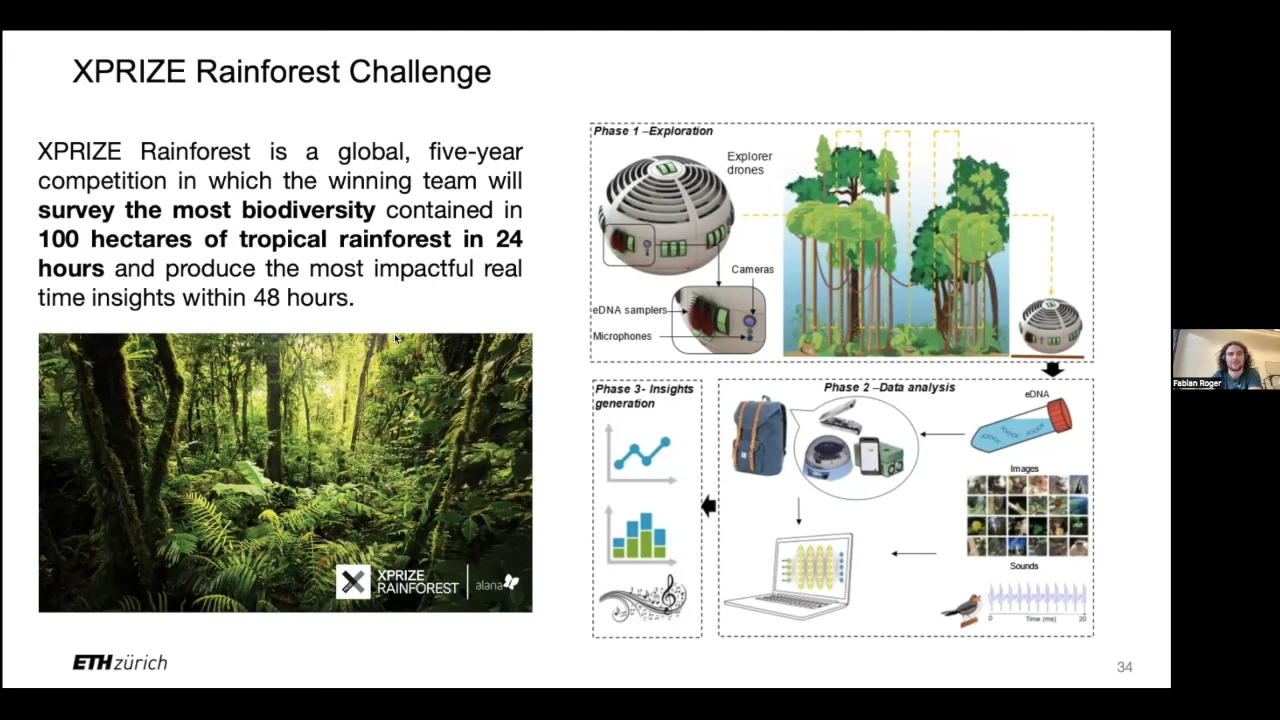 XPRIZE Rainforest Challenge
XPRIZE Rainforest is a global, five-year
competition in which the winning team will
survey the most biodiversity contained in
100 hectares of tropical rainforest in 24
hours and produce the most impactful real
time insights within 48 hours.
XPRIZE
RAINFOREST
alana
ETHzürich
Phase 1 –Exploration
Explorer
drones
Cameras
eDNA samplers
Microphones
Phase 2 –Data analysis
eDNA
Images
Sounds
0
Time (ms)
20
Phase 3- Insights
generation
34
Fabian Roger